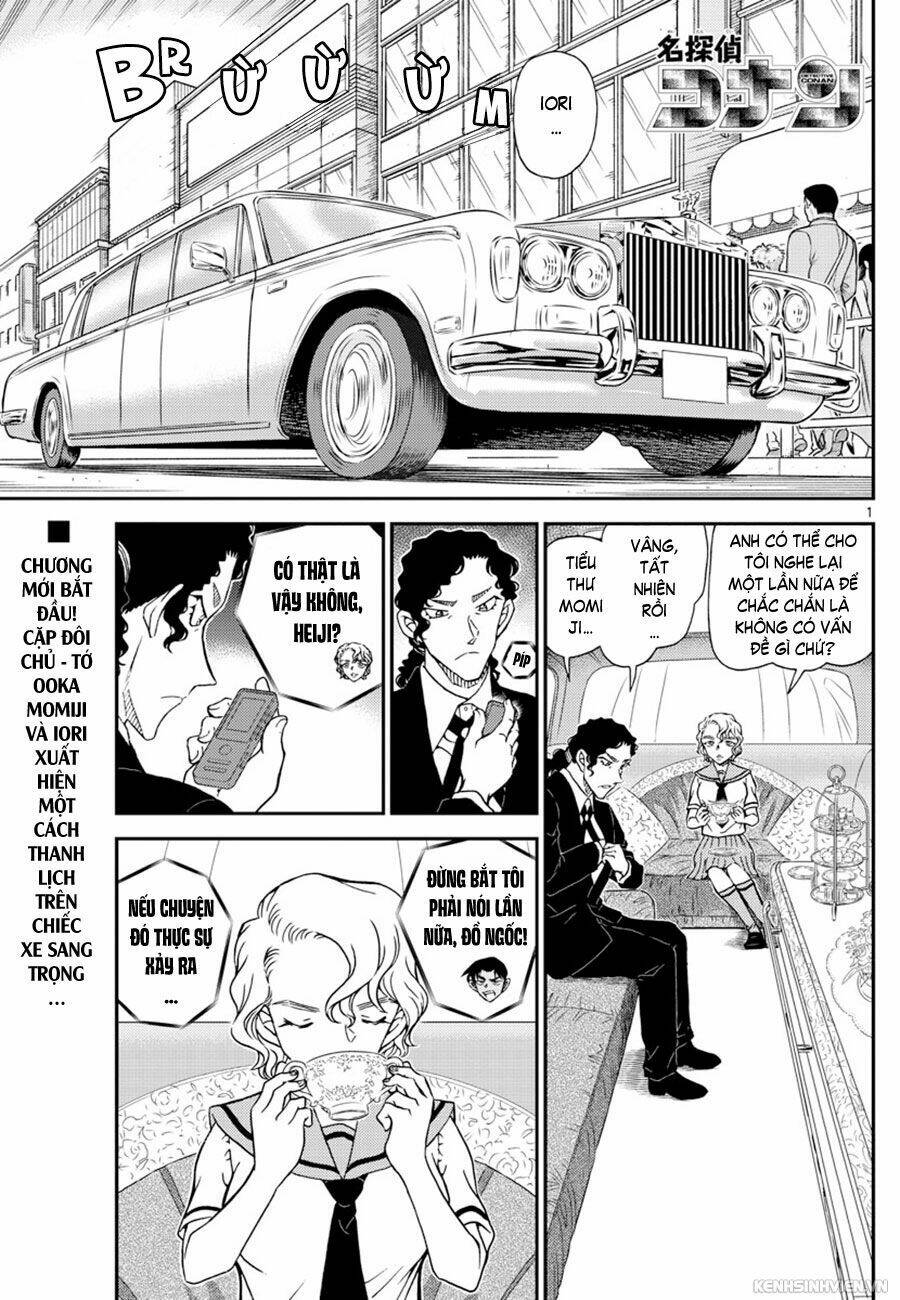 BRỪỪỪM
IORI
...
名探偵
コナン
DETECTIVE
CONAN
1
ANH CÓ THỂ CHO
TÔI NGHE LẠI
MỘT LẦN NỮA ĐỂ
CHẮC CHẮN LÀ
KHÔNG CÓ VẤN
ĐỀ GÌ CHỨ?
VÂNG,
TẤT
NHIÊN
RỒI
...
TIỂU
THƯ
MOMI
JI...
PÍP
CÓ THẬT LÀ
VẬY KHÔNG,
HEIJI?
ĐỪNG BẮT TÔI
PHẢI NÓI LẦN
NỮA, ĐỒ NGỐC!
NẾU CHUYỆN
ĐÓ THỰC SỰ
XẢY RA
...
CHƯƠNG
MỚI BẮT
ĐẦU!
CẶP ĐÔI
CHỦ - TỚ
OOKA
MOMIJI
VÀ IORI
XUẤT
HIỆN
MỘT
CÁCH
THANH
LỊCH
TRÊN
CHIẾC
XE SANG
TRỌNG
...
KENHSINHVIEN.VN